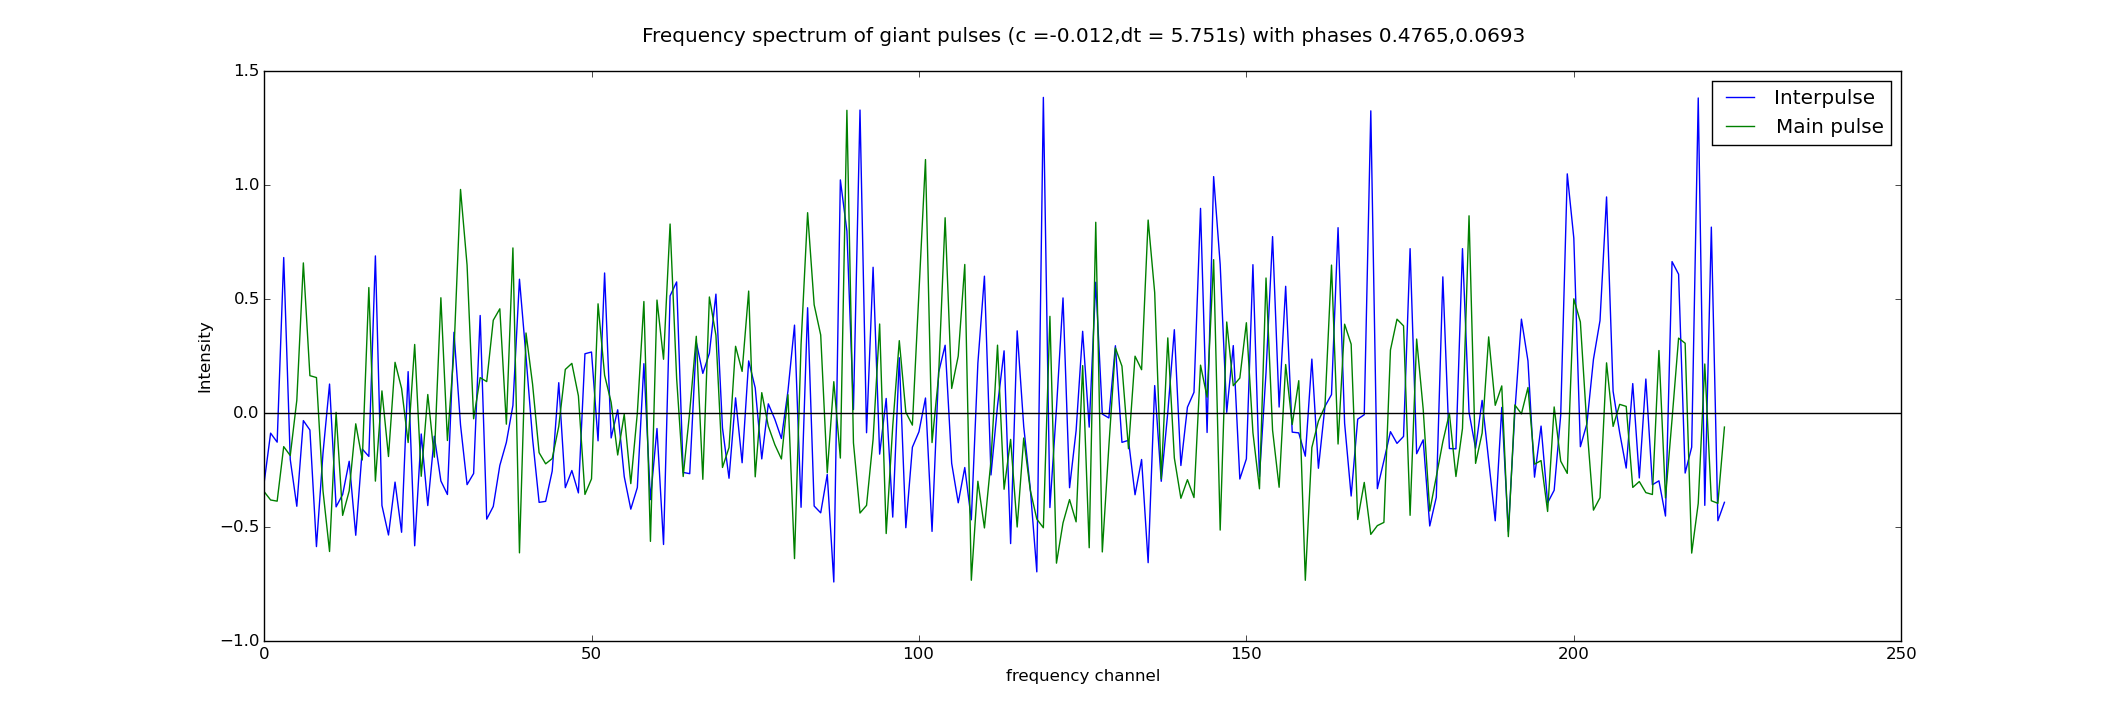 Frequency spectrum of giant pulses (c =-0.012,dt = 5.751s) with phases 0.4765,0.0693
1.5
1.0
0.5
0.0
−0.5
−1.0
Intensity
Interpulse
Main pulse
0 50 100 150 200 250
frequency channel